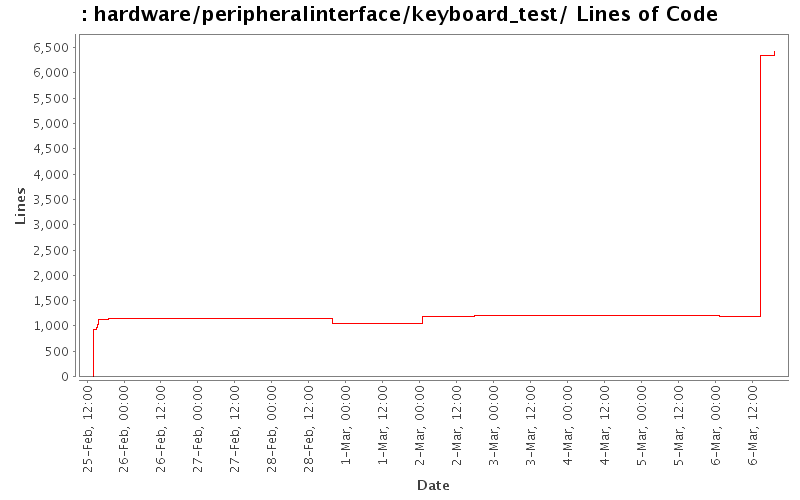 : hardware/peripheralinterface/keyboard_test/ Lines of Code
6,500
6,000
5,500
5,000
4,500
4,000
3,500
3,000
2,500
2,000
1,500
1,000
500
0
Lines
25-Feb, 12:00
26-Feb, 00:00
26-Feb, 12:00
27-Feb, 00:00
27-Feb, 12:00
28-Feb, 00:00
28-Feb, 12:00
1-Mar, 00:00
1-Mar, 12:00
2-Mar, 00:00
2-Mar, 12:00
3-Mar, 00:00
3-Mar, 12:00
4-Mar, 00:00
4-Mar, 12:00
5-Mar, 00:00
5-Mar, 12:00
6-Mar, 00:00
6-Mar, 12:00
Date